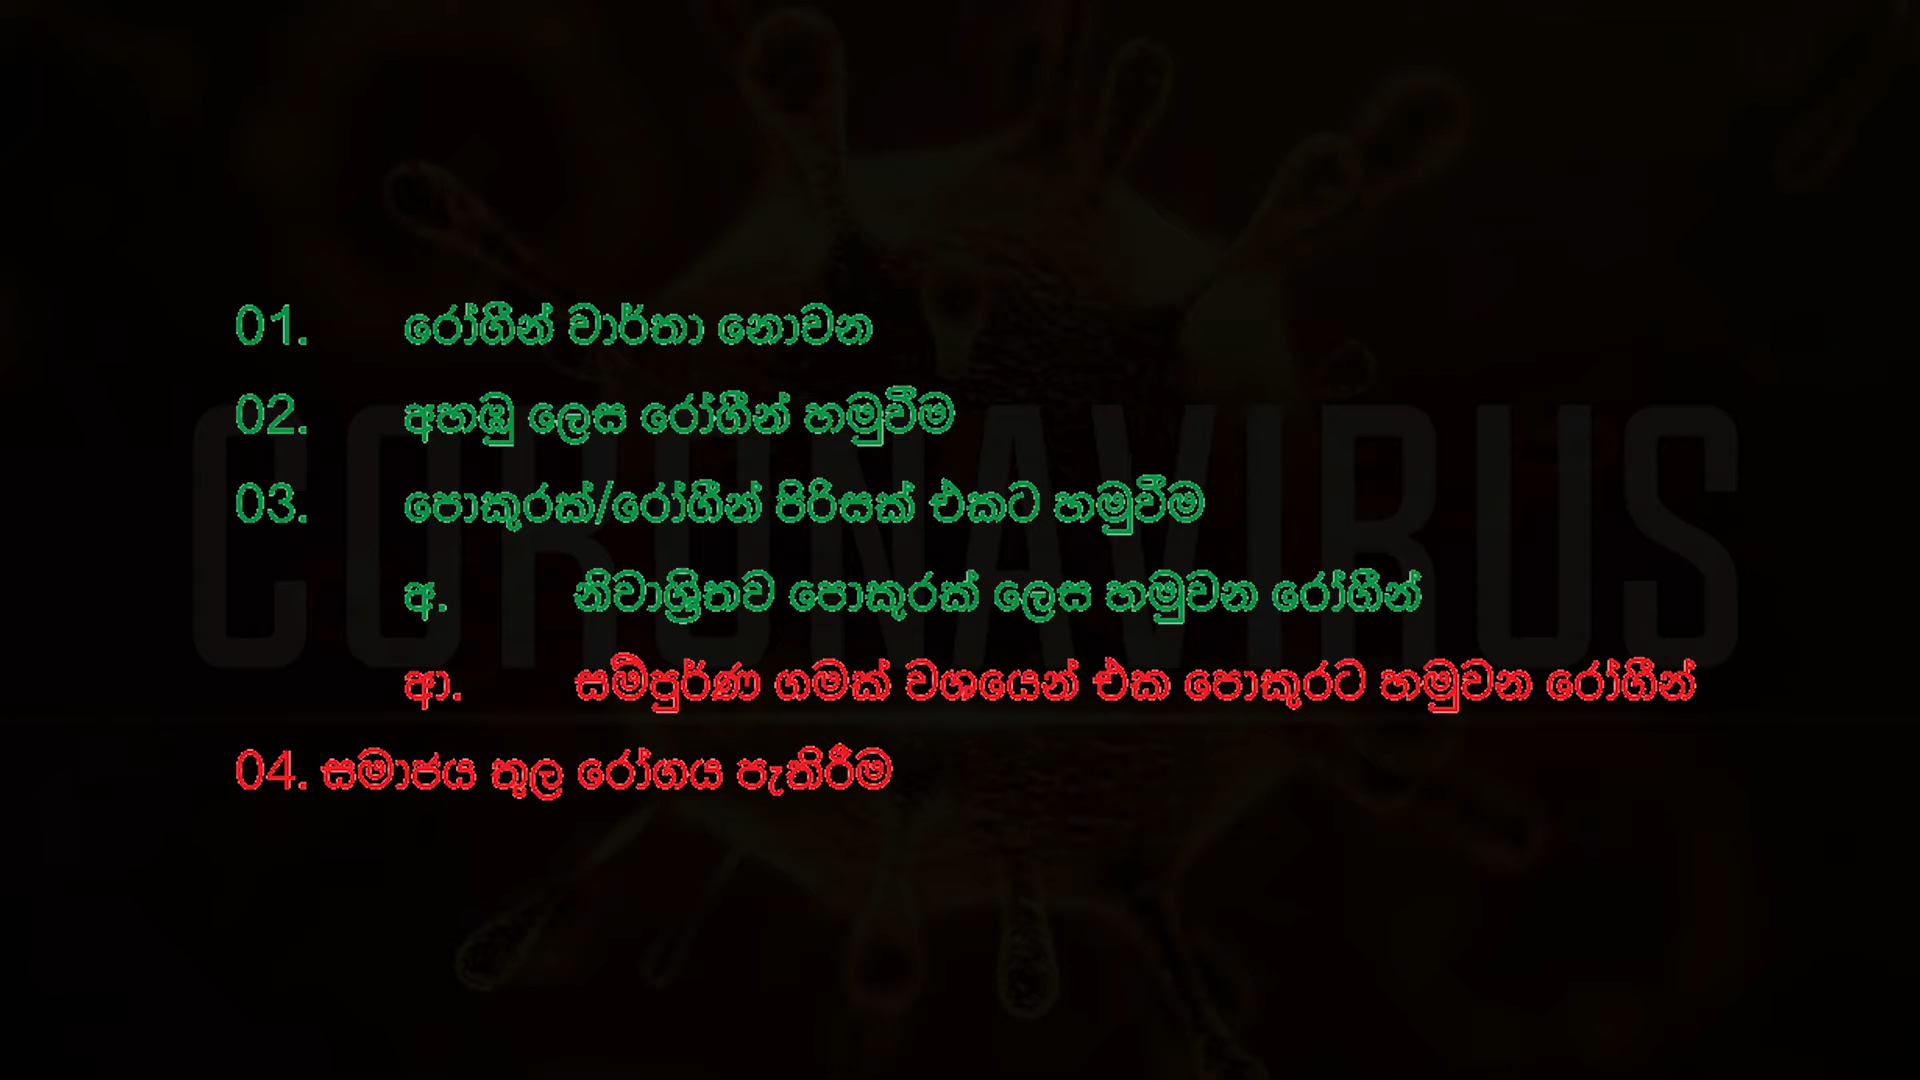 01. රෝගීන් වාර්තා නොවන
02. අහඹු ලෙස රෝගීන් හමුවීම
03. පොකුරක්/රෝගීන් පිරිසක් එකට හමුවීම
අ. නිවාශ්‍රිතව පොකුරක් ලෙස හමුවන රෝගීන්
ආ. සම්පුර්ණ ගමක් වශයෙන් එක පොකුරට හමුවන රෝගීන්
04. සමාජය තුල රෝගය පැතිරීම
CORONAVIRUS